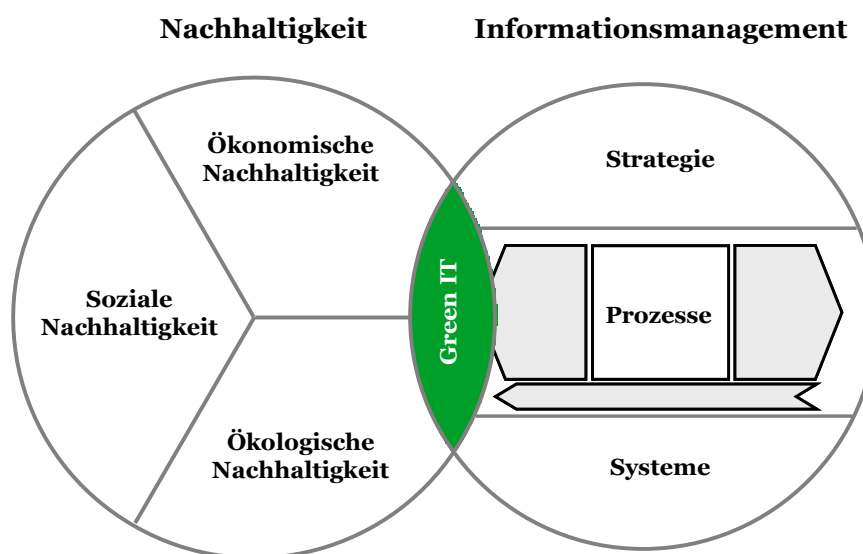 Nachhaltigkeit
Informationsmanagement
Ökonomische
Nachhaltigkeit
Strategie
Soziale
Nachhaltigkeit
Green IT
Prozesse
Ökologische
Nachhaltigkeit
Systeme